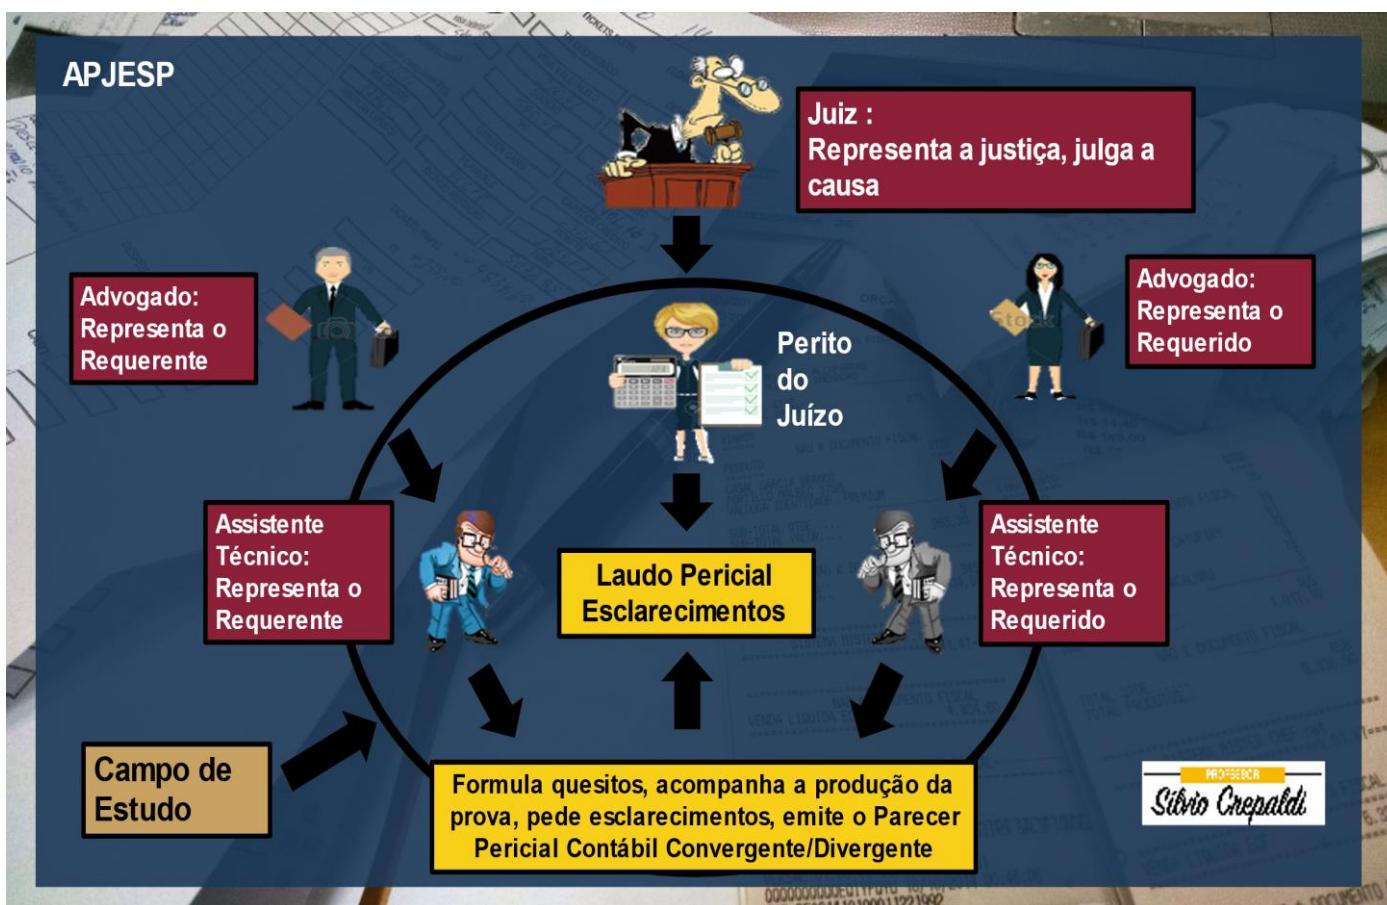 APJESP
Juiz :
Representa a justiça, julga a
causa
Advogado:
Representa o
Requerente
Perito
do
Juízo
Advogado:
Representa o
Requerido
Assistente
Técnico:
Representa o
Requerente
Laudo Pericial
Esclarecimentos
Assistente
Técnico:
Representa o
Requerido
Campo de
Estudo
Formula quesitos, acompanha a produção da
prova, pede esclarecimentos, emite o Parecer
Pericial Contábil Convergente/Divergente
PROFESSOR
Silvio Crepaldi